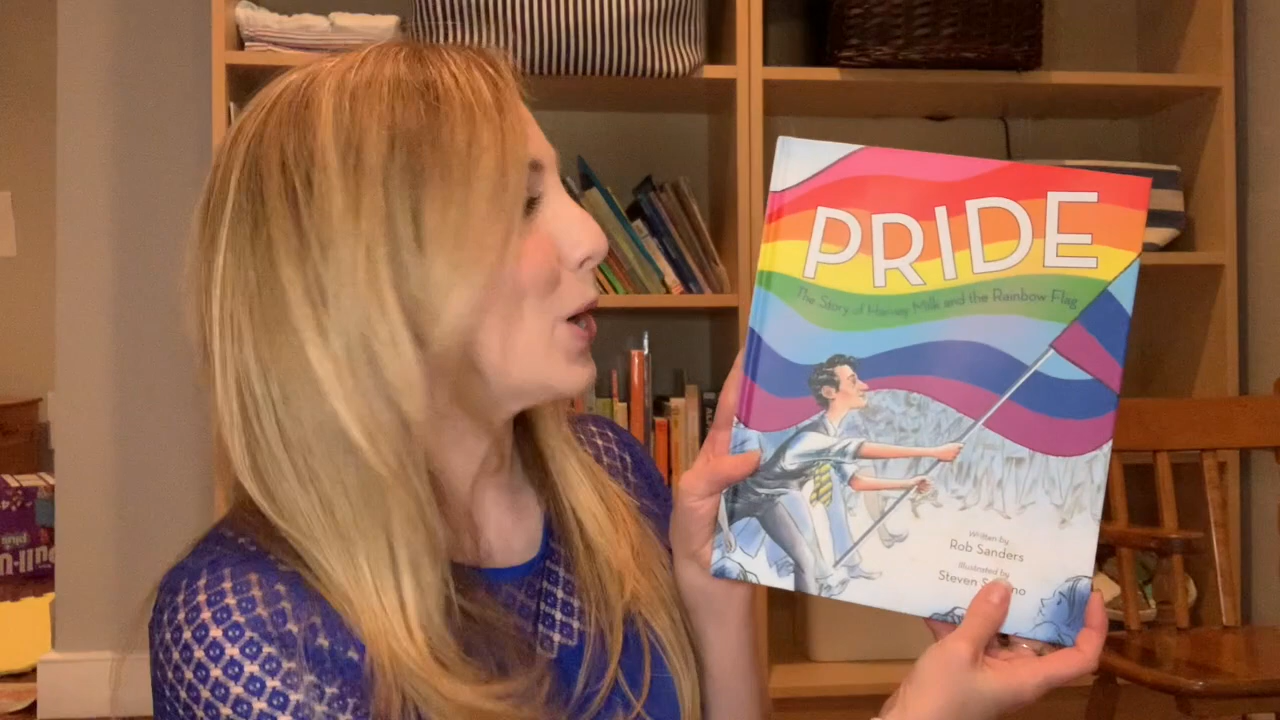 PRIDE
The Story of Harvey Milk and the Rainbow Flag
Written by
Rob Sanders
Illustrated by
Steven